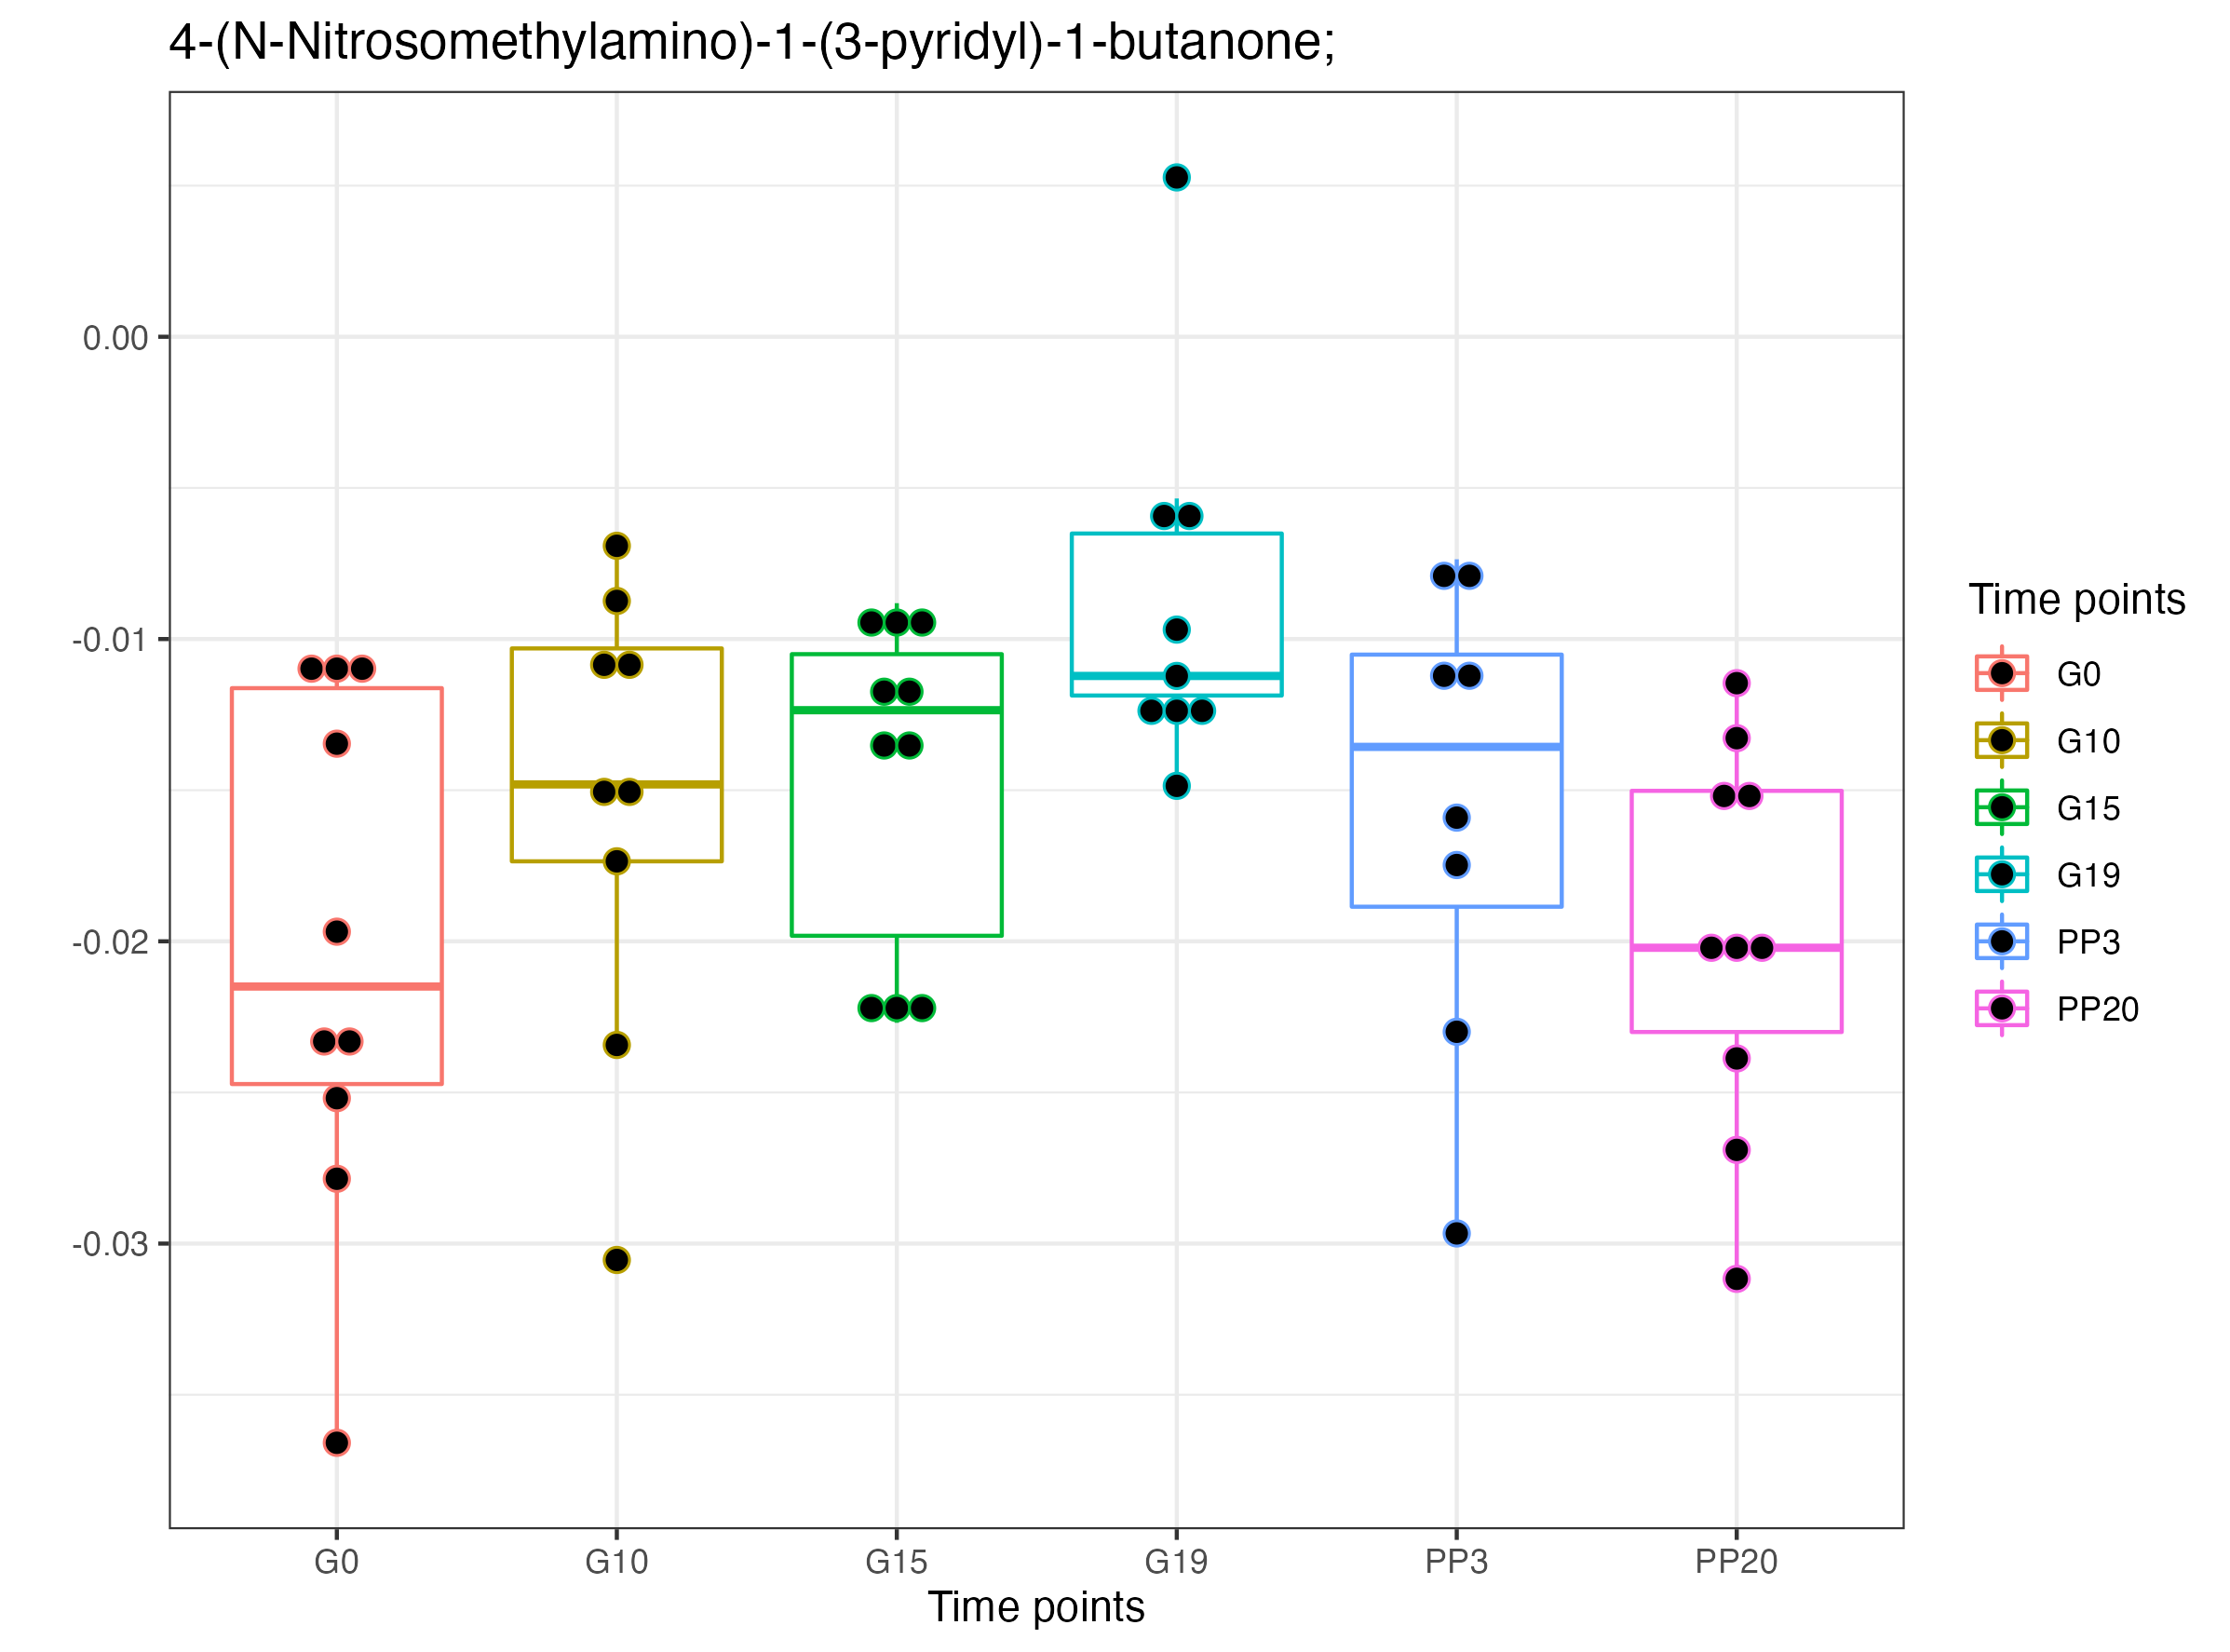 4-(N-Nitrosomethylamino)-1-(3-pyridyl)-1-butanone;
0.00
-0.01
-0.02
-0.03
G0 G10 G15 G19 PP3 PP20
Time points
Time points
G0
G10
G15
G19
PP3
PP20